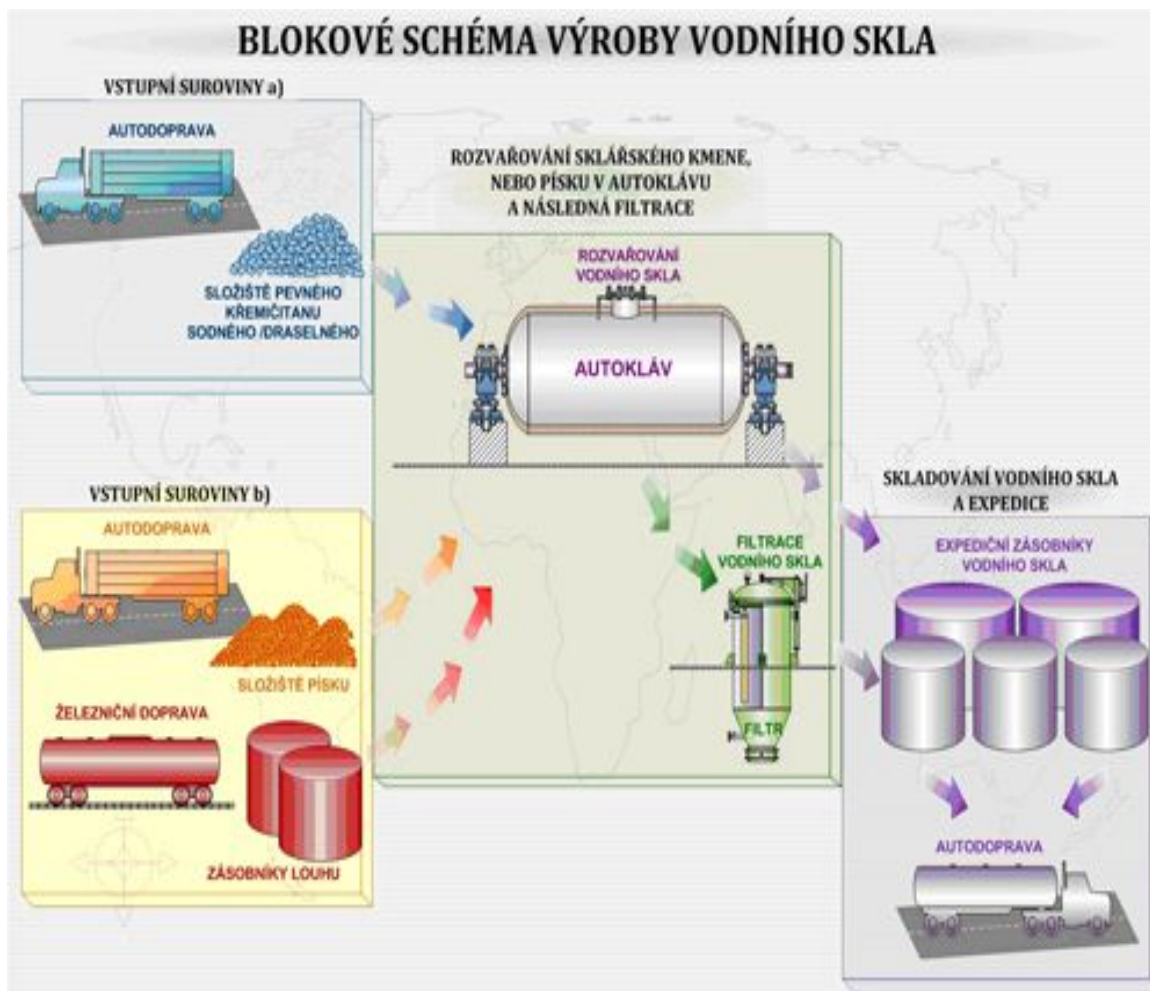 BLOKOVÉ SCHÉMA VÝROBY VODNÍHO SKLA
VSTUPNÍ SUROVINY a)
AUTODOPRAVA
SLOŽIŠTĚ PEVNÉHO
KŘEMIČITANU
SODNÉHO /DRASELNÉHO
ROZVAŘOVÁNÍ SKLÁŘSKÉHO KMENE,
NEBO PÍSKU V AUTOKLÁVU
A NÁSLEDNÁ FILTRACE
ROZVAŘOVÁNÍ
VODNÍHO SKLA
AUTOKLÁV
VSTUPNÍ SUROVINY b)
AUTODOPRAVA
SLOŽIŠTĚ PÍSKU
ŽELEZNIČNÍ DOPRAVA
ZÁSOBNÍKY LOUHU
FILTRACE
VODNÍHO SKLA
FILTR
SKLADOVÁNÍ VODNÍHO SKLA
A EXPEDICE
EXPEDIČNÍ ZÁSOBNÍKY
VODNÍHO SKLA
AUTODOPRAVA